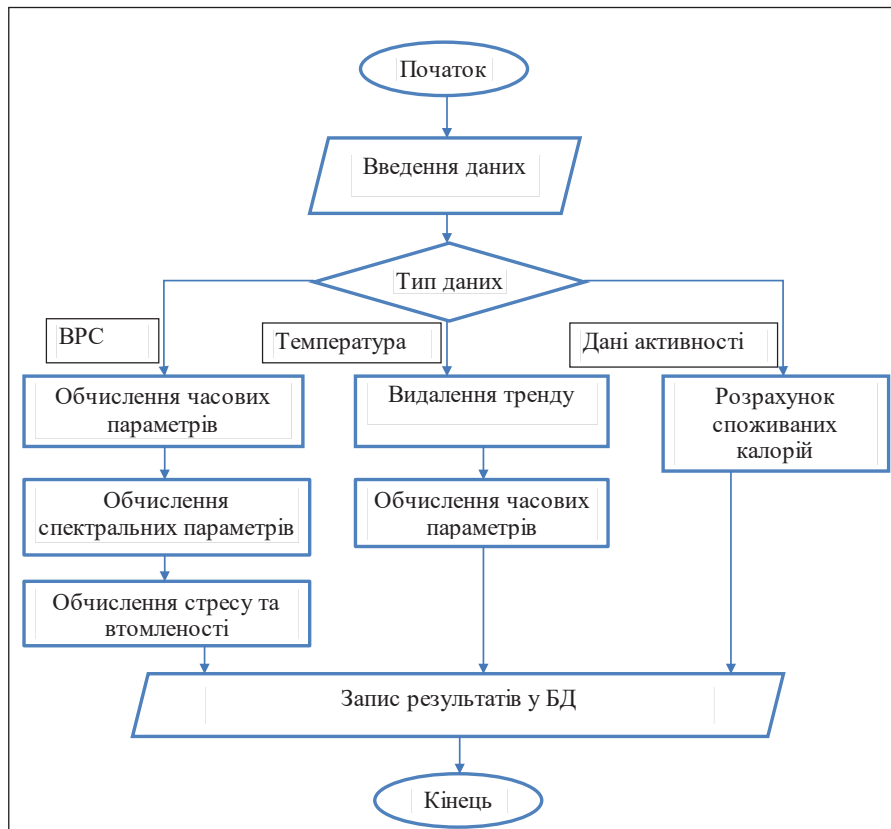 Початок
Введення даних
Тип даних
ВРС
Температура
Дані активності
Обчислення часових
параметрів
Видалення тренду
Розрахунок
споживаних
калорій
Обчислення
спектральних параметрів
Обчислення часових
параметрів
Обчислення стресу та
втомленості
Запис результатів у БД
Кінець